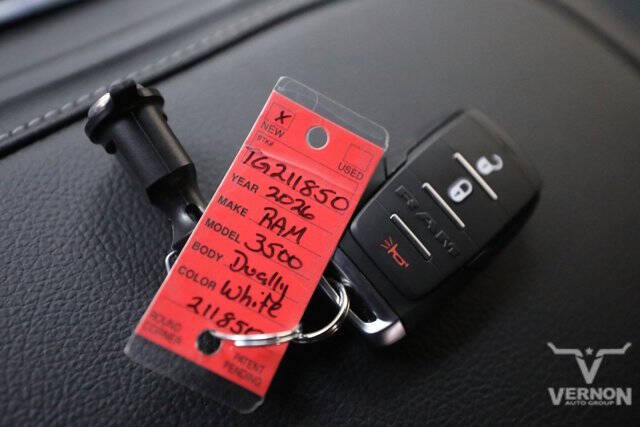 X
NEW
STK#
USED
TG211850
YEAR 2026
MAKE RAM
MODEL 3500
BODY Dually
COLOR White
211850
ROUND CORNER
PATENT PENDING
RAM
VERNON
AUTO GROUP